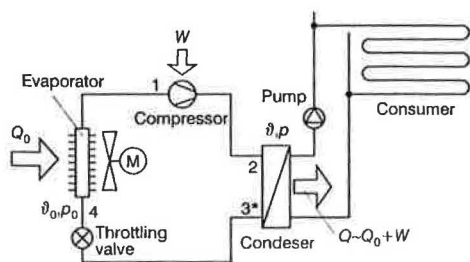 W
Evaporator
1
Compressor
Pump
Consumer
Q₀
M
ϑ,p
2
3*
ϑ₀,p₀
4
Throttling
valve
Condeser
Q~Q₀+W